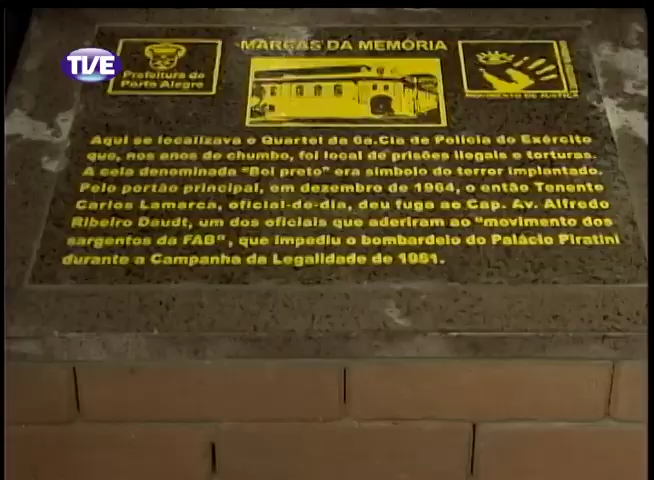 TVE
MARCAS DA MEMÓRIA
Prefeitura de
Porto Alegre
MOVIMENTO DE JUSTIÇA
Aqui se localizava o Quartel da 6a.Cia de Polícia do Exército
que, nos anos de chumbo, foi local de prisões ilegais e torturas.
A cela denominada "Boi preto" era símbolo do terror implantado.
Pelo portão principal, em dezembro de 1964, o então Tenente
Carlos Lamarca, oficial-de-dia, deu fuga ao Cap. Av. Alfredo
Ribeiro Daudt, um dos oficiais que aderiram ao "movimento dos
sargentos da FAB", que impediu o bombardeio do Palácio Piratini
durante a Campanha da Legalidade de 1961.